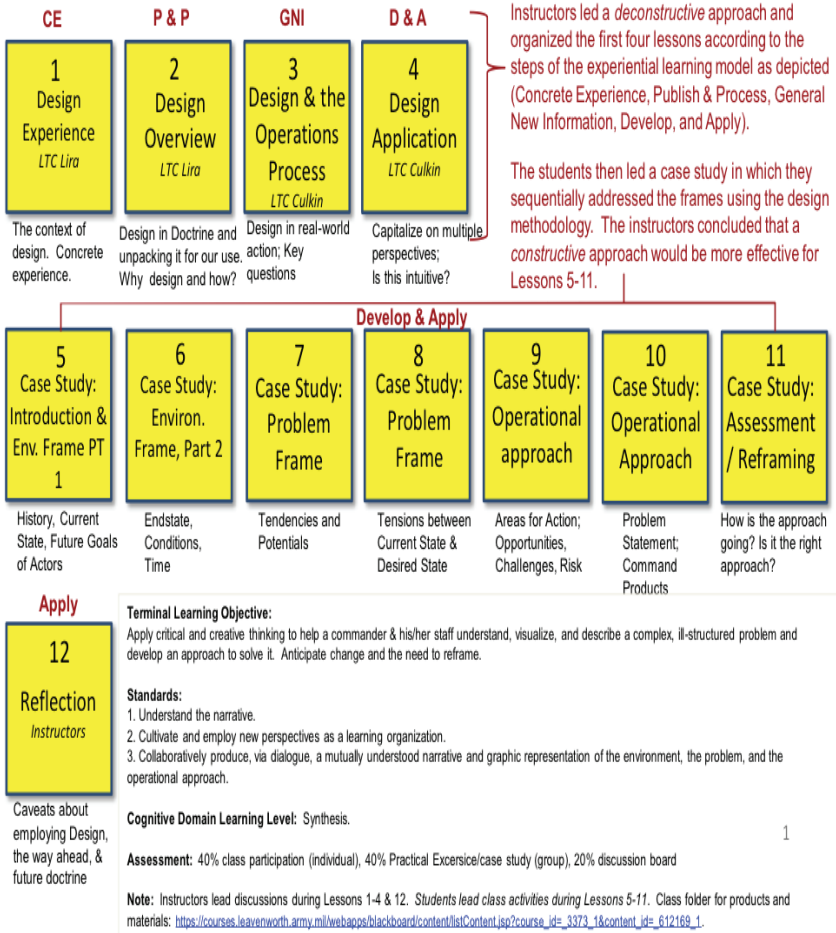 CE
P & P
GNI
D & A
1
Design
Experience
LTC Lira
2
Design
Overview
LTC Lira
3
Design & the
Operations
Process
LTC Culkin
4
Design
Application
LTC Culkin
The context of
design. Concrete
experience.
Design in Doctrine and
unpacking it for our use.
Why design and how?
Design in real-world
action; Key
questions
Capitalize on multiple
perspectives;
Is this intuitive?
Instructors led a deconstructive approach and
organized the first four lessons according to the
steps of the experiential learning model as depicted
(Concrete Experience, Publish & Process, General
New Information, Develop, and Apply).
The students then led a case study in which they
sequentially addressed the frames using the design
methodology. The instructors concluded that a
constructive approach would be more effective for
Lessons 5-11.
Develop & Apply
5
Case Study:
Introduction &
Env. Frame PT
1
6
Case Study:
Environ.
Frame, Part 2
7
Case Study:
Problem
Frame
8
Case Study:
Problem
Frame
9
Case Study:
Operational
approach
10
Case Study:
Operational
Approach
11
Case Study:
Assessment
/ Reframing
History, Current
State, Future Goals
of Actors
Endstate,
Conditions,
Time
Tendencies and
Potentials
Tensions between
Current State &
Desired State
Areas for Action;
Opportunities,
Challenges, Risk
Problem
Statement;
Command
Products
How is the approach
going? Is it the right
approach?
Apply
12
Reflection
Instructors
Caveats about
employing Design,
the way ahead, &
future doctrine
Terminal Learning Objective:
Apply critical and creative thinking to help a commander & his/her staff understand, visualize, and describe a complex, ill-structured problem and
develop an approach to solve it. Anticipate change and the need to reframe.
Standards:
1. Understand the narrative.
2. Cultivate and employ new perspectives as a learning organization.
3. Collaboratively produce, via dialogue, a mutually understood narrative and graphic representation of the environment, the problem, and the
operational approach.
Cognitive Domain Learning Level: Synthesis.
1
Assessment: 40% class participation (individual), 40% Practical Excersice/case study (group), 20% discussion board
Note: Instructors lead discussions during Lessons 1-4 & 12. Students lead class activities during Lessons 5-11. Class folder for products and
materials: https://courses.leavenworth.army.mil/webapps/blackboard/content/listContent.jsp?course_id=_3373_1&content_id=_612169_1.